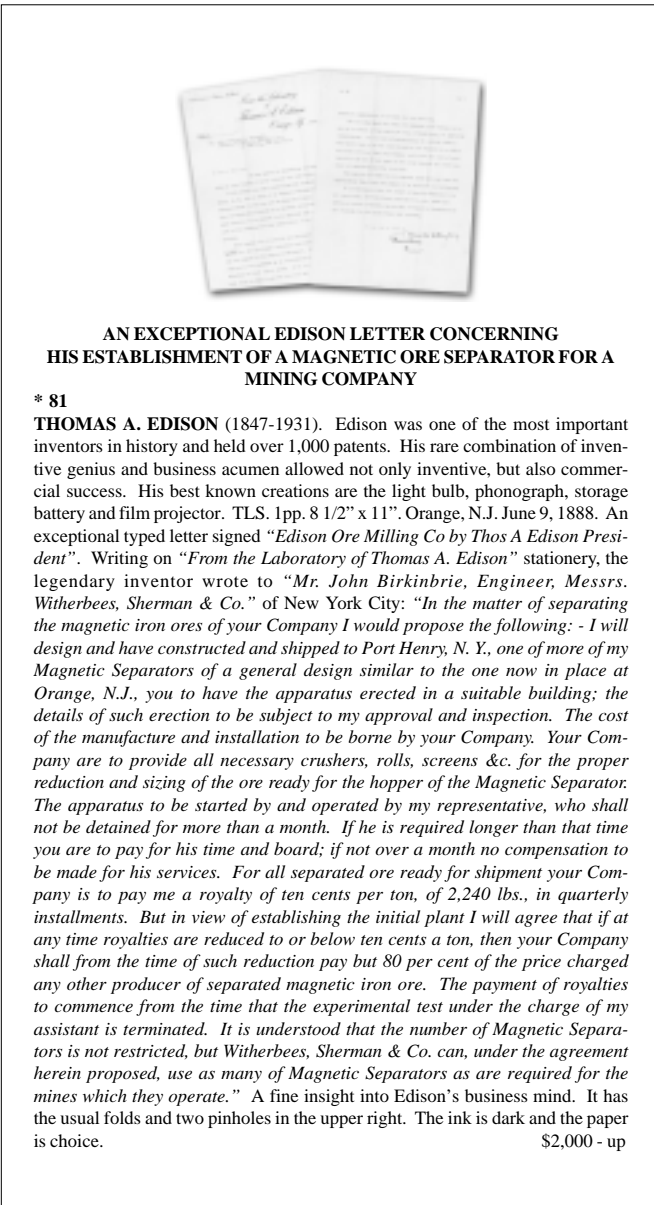 AN EXCEPTIONAL EDISON LETTER CONCERNING
HIS ESTABLISHMENT OF A MAGNETIC ORE SEPARATOR FOR A
MINING COMPANY
* 81
THOMAS A. EDISON (1847-1931). Edison was one of the most important
inventors in history and held over 1,000 patents. His rare combination of inven-
tive genius and business acumen allowed not only inventive, but also commer-
cial success. His best known creations are the light bulb, phonograph, storage
battery and film projector. TLS. 1pp. 8 1/2” x 11”. Orange, N.J. June 9, 1888. An
exceptional typed letter signed “Edison Ore Milling Co by Thos A Edison Presi-
dent”. Writing on “From the Laboratory of Thomas A. Edison” stationery, the
legendary inventor wrote to “Mr. John Birkinbrie, Engineer, Messrs.
Witherbees, Sherman & Co.” of New York City: “In the matter of separating
the magnetic iron ores of your Company I would propose the following: - I will
design and have constructed and shipped to Port Henry, N. Y., one of more of my
Magnetic Separators of a general design similar to the one now in place at
Orange, N.J., you to have the apparatus erected in a suitable building; the
details of such erection to be subject to my approval and inspection. The cost
of the manufacture and installation to be borne by your Company. Your Com-
pany are to provide all necessary crushers, rolls, screens &c. for the proper
reduction and sizing of the ore ready for the hopper of the Magnetic Separator.
The apparatus to be started by and operated by my representative, who shall
not be detained for more than a month. If he is required longer than that time
you are to pay for his time and board; if not over a month no compensation to
be made for his services. For all separated ore ready for shipment your Com-
pany is to pay me a royalty of ten cents per ton, of 2,240 lbs., in quarterly
installments. But in view of establishing the initial plant I will agree that if at
any time royalties are reduced to or below ten cents a ton, then your Company
shall from the time of such reduction pay but 80 per cent of the price charged
any other producer of separated magnetic iron ore. The payment of royalties
to commence from the time that the experimental test under the charge of my
assistant is terminated. It is understood that the number of Magnetic Separa-
tors is not restricted, but Witherbees, Sherman & Co. can, under the agreement
herein proposed, use as many of Magnetic Separators as are required for the
mines which they operate.” A fine insight into Edison’s business mind. It has
the usual folds and two pinholes in the upper right. The ink is dark and the paper
is choice. $2,000 - up